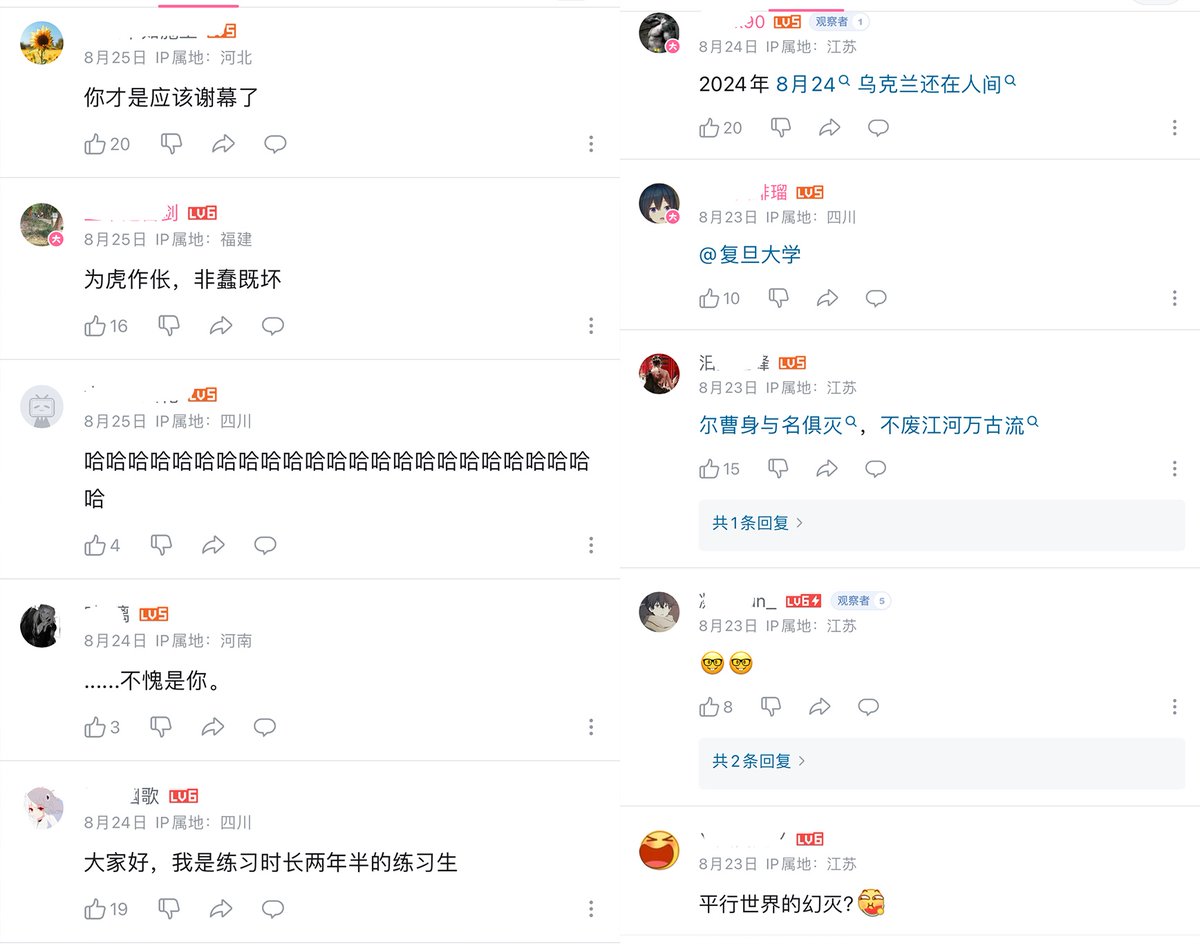 LV5
8月25日 IP属地：河北
你才是应该谢幕了
20
剑 LV6
8月25日 IP属地：福建
为虎作伥，非蠢既坏
16
LV5
8月25日 IP属地：四川
哈哈哈哈哈哈哈哈哈哈哈哈哈哈哈哈哈哈哈哈哈哈哈
哈
4
离 LV5
8月24日 IP属地：河南
......不愧是你。
3
歌 LV6
8月24日 IP属地：四川
大家好，我是练习时长两年半的练习生
19
90 LV5 观察者 1
8月24日 IP属地：江苏
2024年 8月24 乌克兰还在人间
20
瑠 LV5
8月23日 IP属地：四川
@复旦大学
10
LV5
8月23日 IP属地：江苏
尔曹身与名俱灭，不废江河万古流
15
共1条回复 >
un_ LV6 观察者 5
8月23日 IP属地：江苏
8
共2条回复 >
LV6
8月23日 IP属地：江苏
平行世界的幻灭?